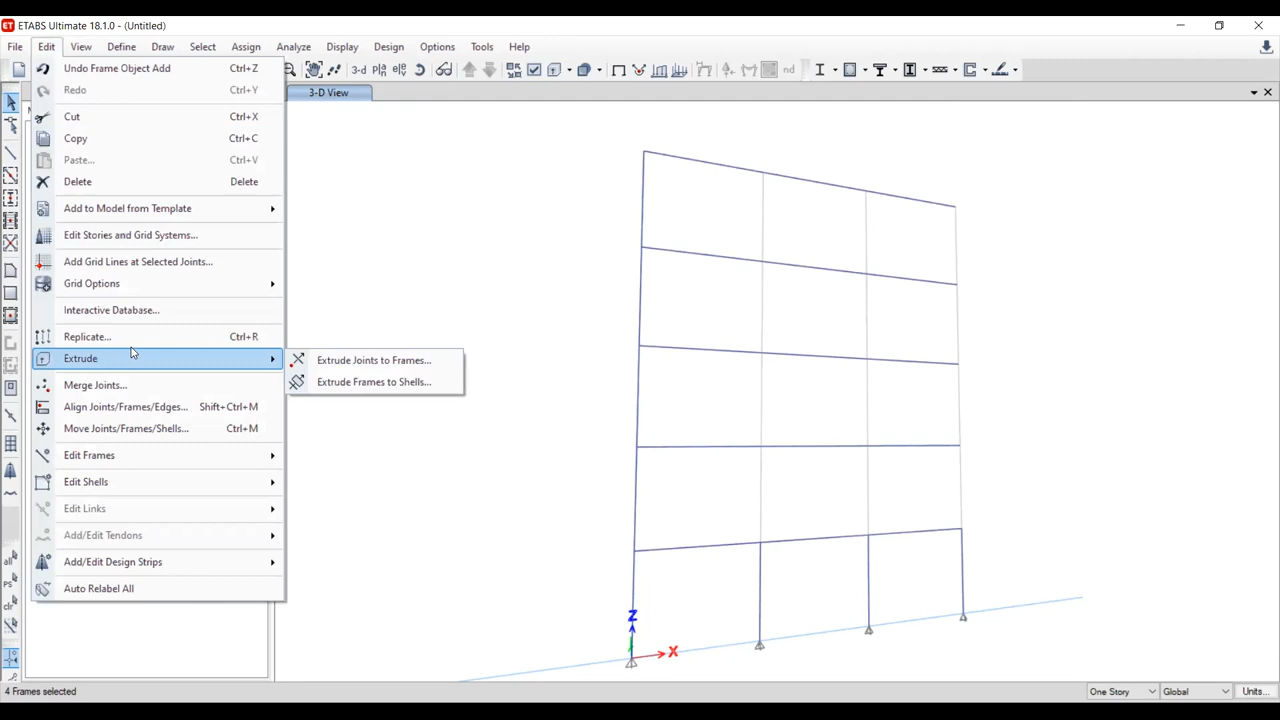 ETABS Ultimate 18.1.0 - (Untitled)
File Edit View Define Draw Select Assign Analyze Display Design Options Tools Help
3-d
nd
3-D View
Undo Frame Object Add Ctrl+Z
Redo Ctrl+Y
Cut Ctrl+X
Copy Ctrl+C
Paste... Ctrl+V
Delete Delete
Add to Model from Template
Edit Stories and Grid Systems...
Add Grid Lines at Selected Joints...
Grid Options
Interactive Database...
Replicate... Ctrl+R
Extrude
Extrude Joints to Frames...
Extrude Frames to Shells...
Merge Joints...
Align Joints/Frames/Edges... Shift+Ctrl+M
Move Joints/Frames/Shells... Ctrl+M
Edit Frames
Edit Shells
Edit Links
Add/Edit Tendons
Add/Edit Design Strips
Auto Relabel All
all
PS
clr
Z
X
4 Frames selected
One Story
Global
Units...